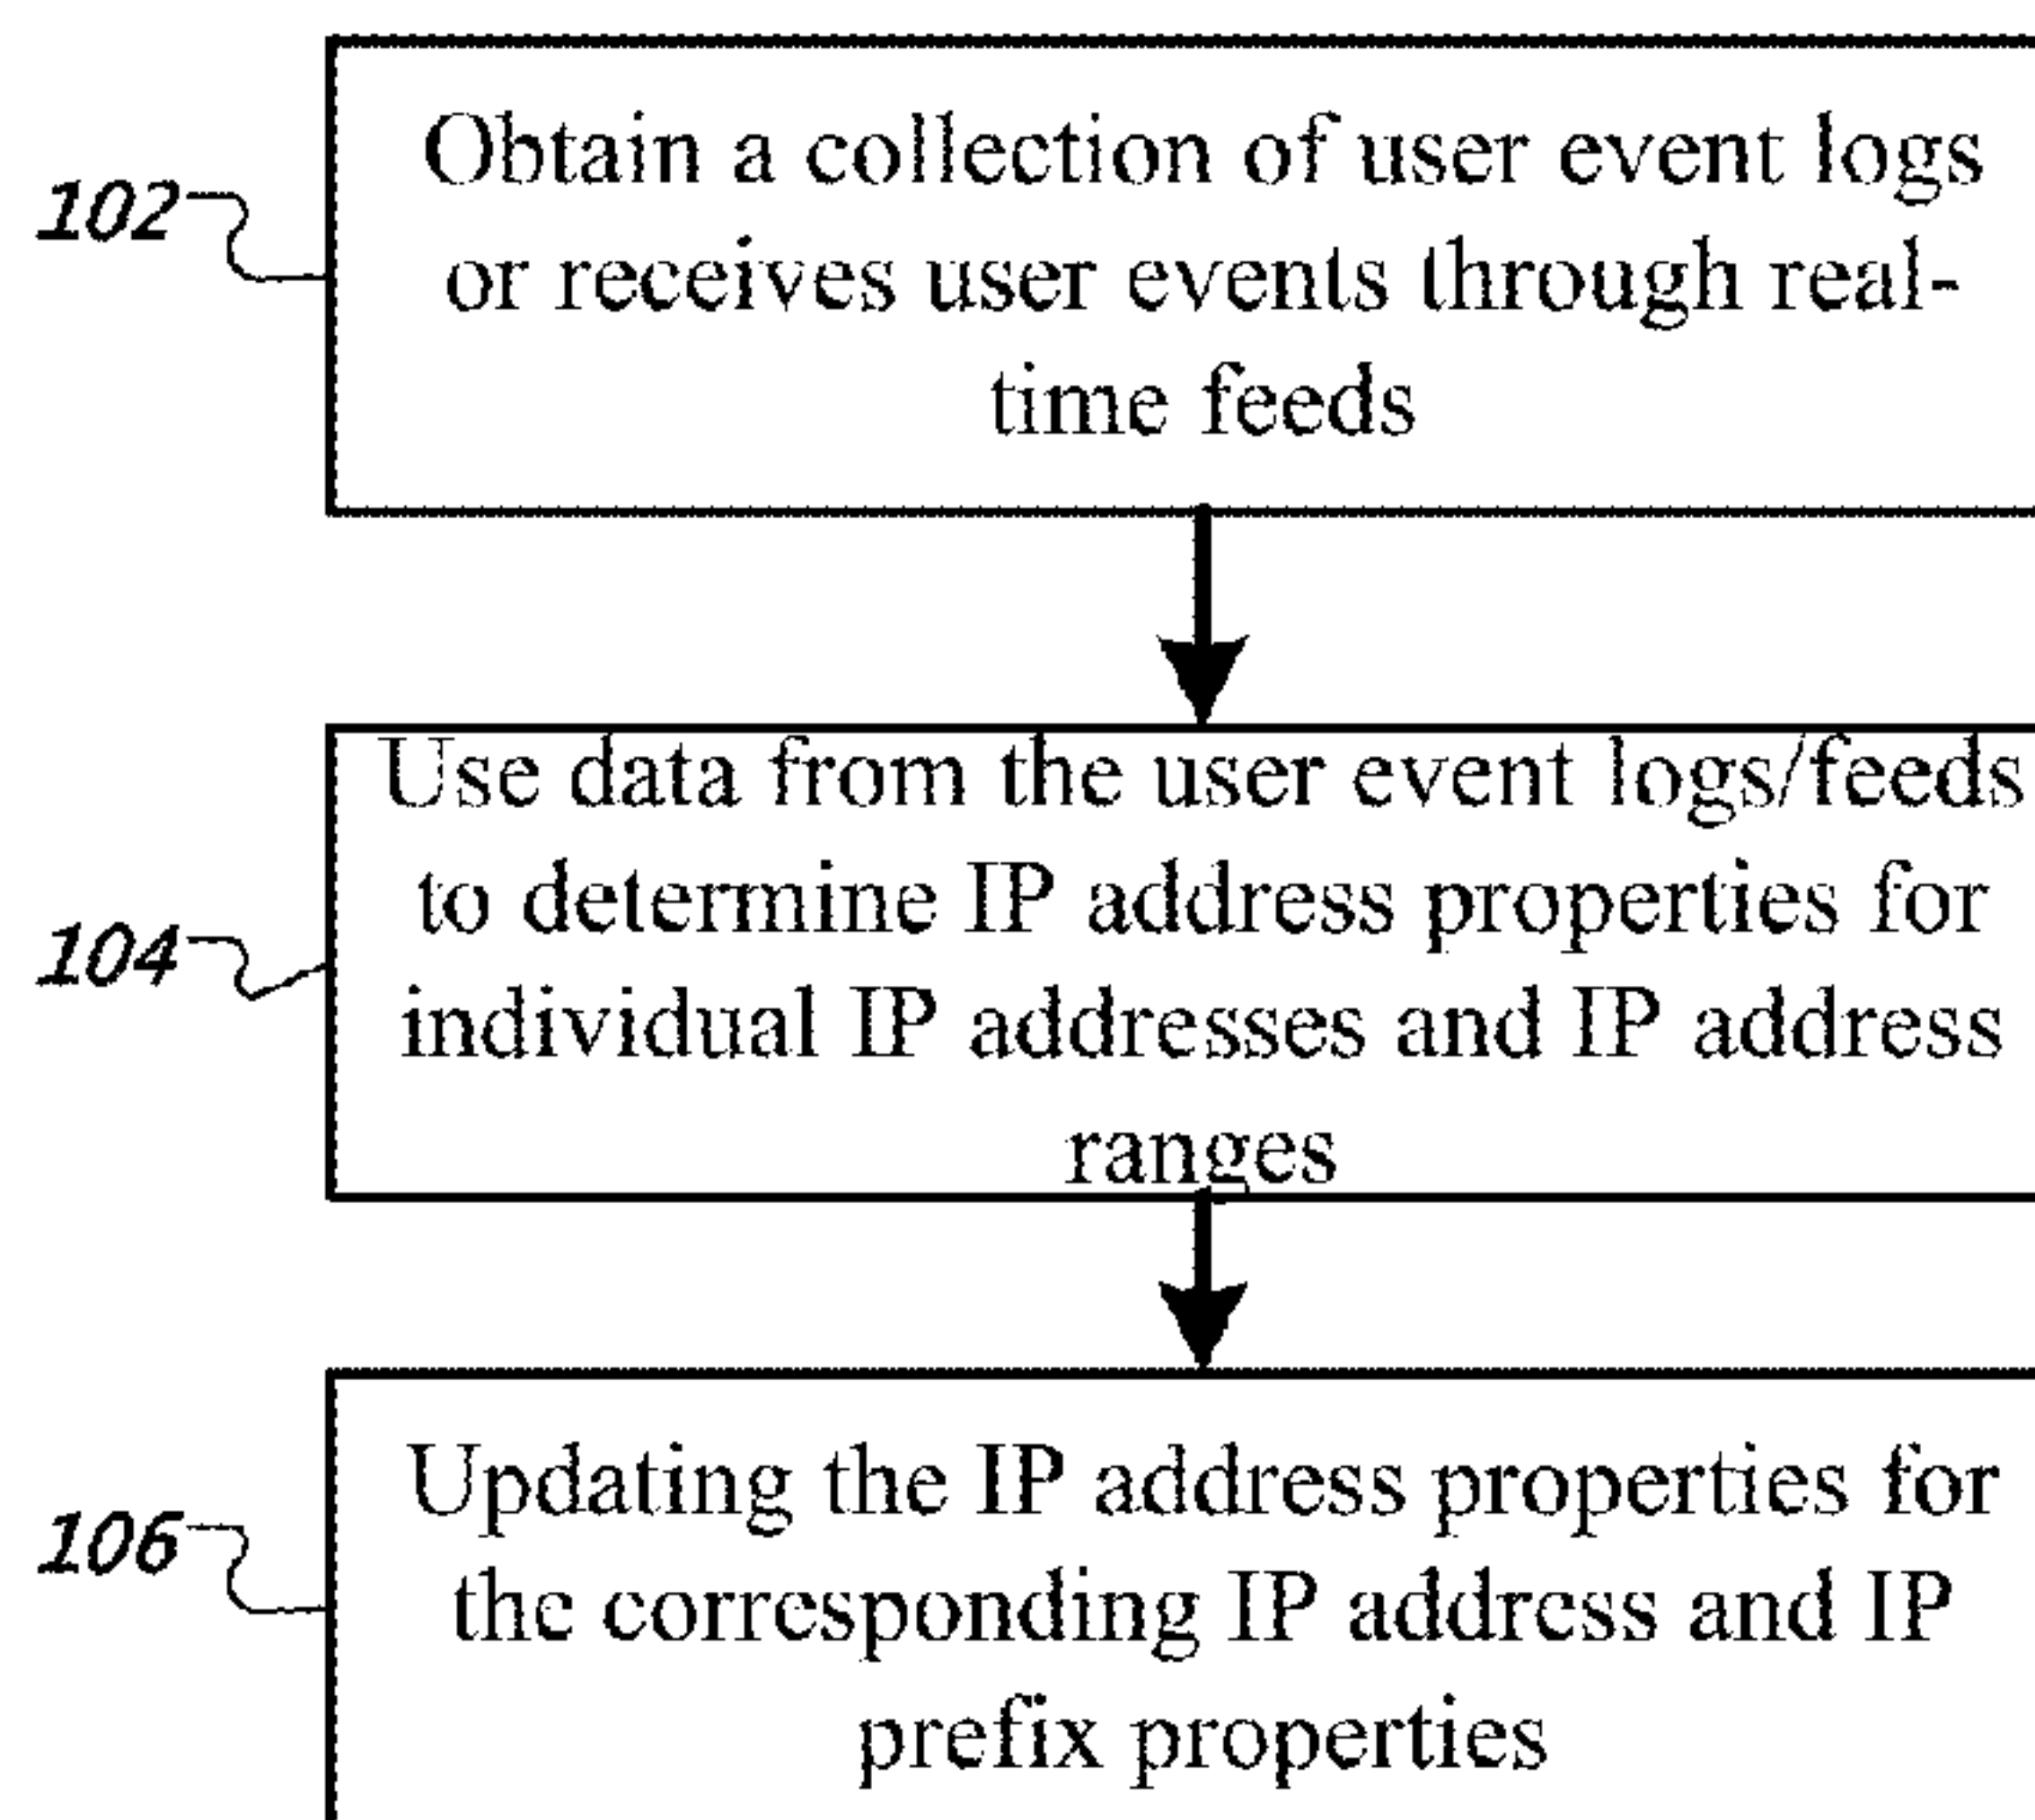 Obtain a collection of user event logs
102
or receives user events through real-
time feeds
Use data from the user event logs/feeds
to determine IP address properties for
104
individual IP addresses and IP address
ranges
Updating the IP address properties for
106
the corresponding IP address and IP
prefix properties